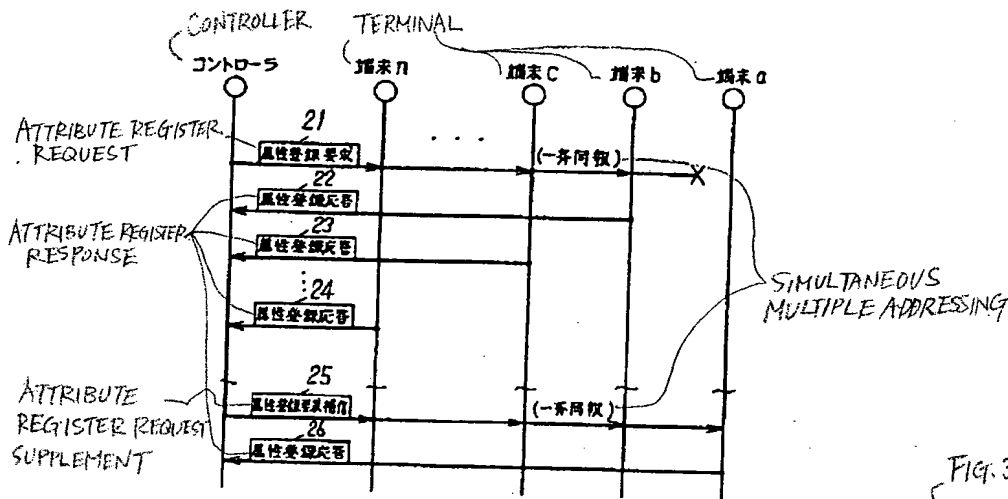 CONTROLLER
TERMINAL
コントローラ
端末n
端末c
端末b
端末a
ATTRIBUTE REGISTER
REQUEST
21
属性登録要求
(一斉同報)
22
属性登録応答
ATTRIBUTE REGISTER
RESPONSE
23
属性登録応答
24
属性登録応答
SIMULTANEOUS
MULTIPLE ADDRESSING
ATTRIBUTE
REGISTER REQUEST
SUPPLEMENT
25
属性登録要求補信
(一斉同報)
26
属性登録応答
FIG. 3